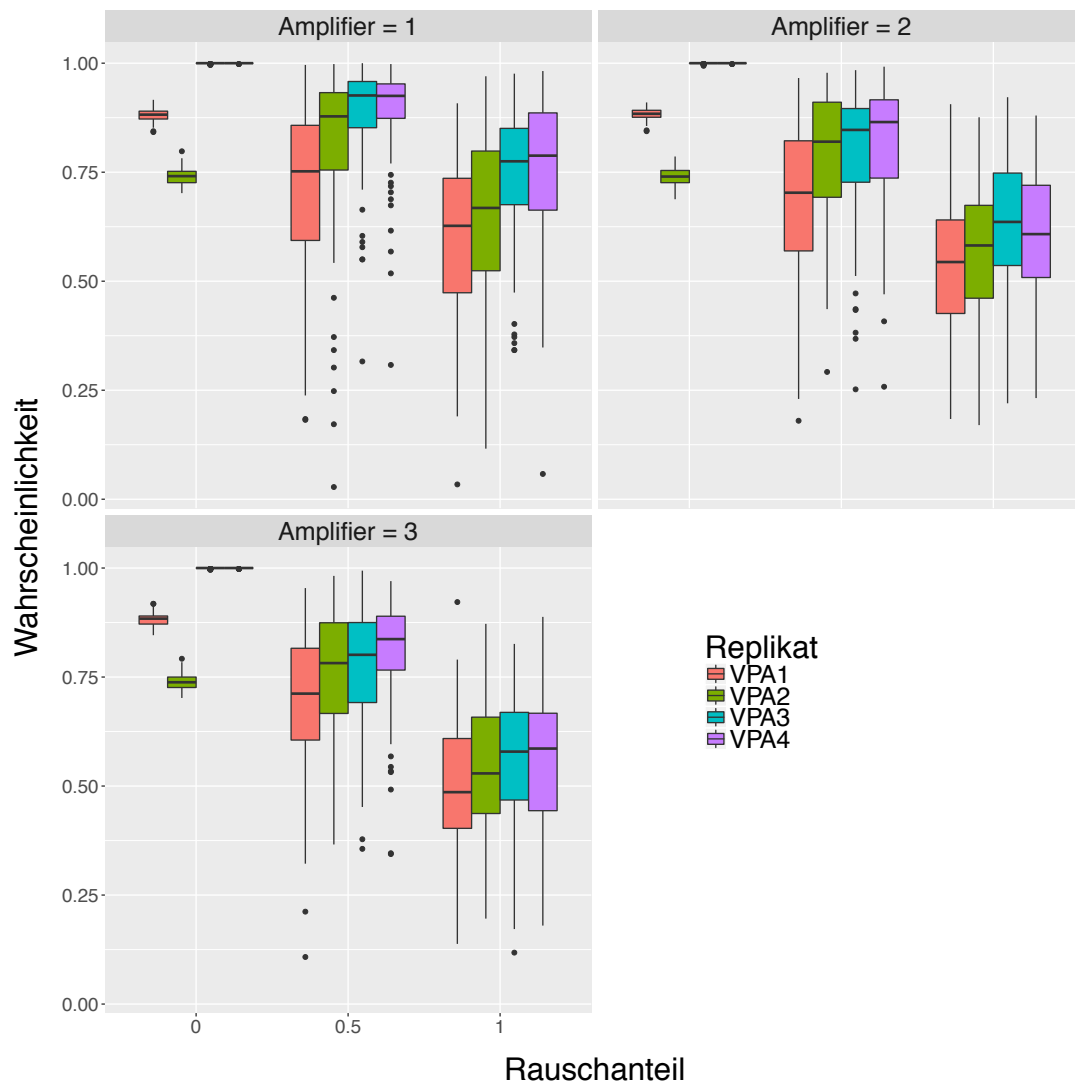 Amplifier = 1
Amplifier = 2
1.00
0.75
0.50
0.25
0.00
Amplifier = 3
1.00
0.75
0.50
0.25
0.00
0
0.5
1
Wahrscheinlichkeit
Rauschanteil
Replikat
VPA1
VPA2
VPA3
VPA4